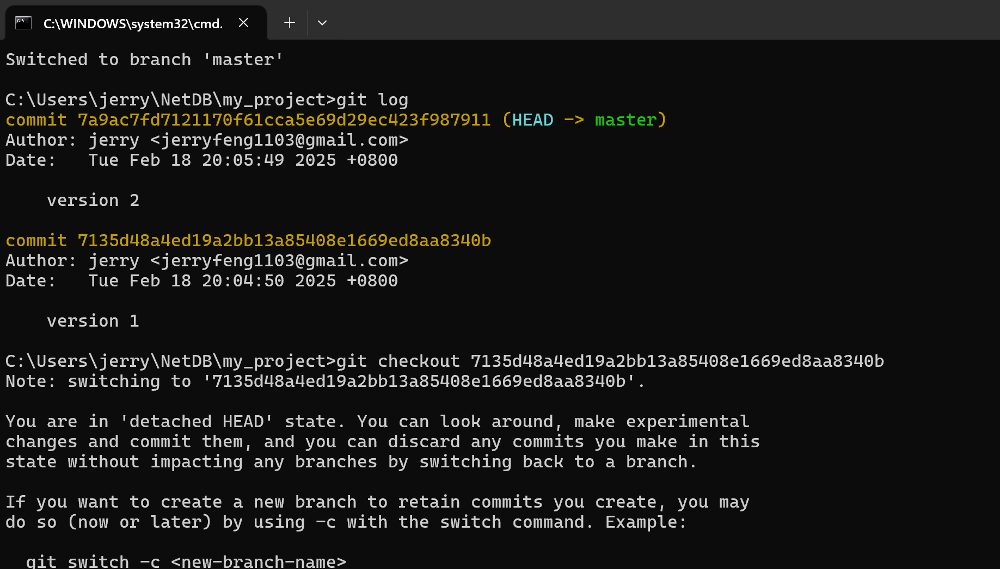 C:\WINDOWS\system32\cmd.
Switched to branch 'master'
C:\Users\jerry\NetDB\my_project>git log
commit 7a9ac7fd7121170f61cca5e69d29ec423f987911 (HEAD -> master)
Author: jerry <jerryfeng1103@gmail.com>
Date:   Tue Feb 18 20:05:49 2025 +0800
    version 2
commit 7135d48a4ed19a2bb13a85408e1669ed8aa8340b
Author: jerry <jerryfeng1103@gmail.com>
Date:   Tue Feb 18 20:04:50 2025 +0800
    version 1
C:\Users\jerry\NetDB\my_project>git checkout 7135d48a4ed19a2bb13a85408e1669ed8aa8340b
Note: switching to '7135d48a4ed19a2bb13a85408e1669ed8aa8340b'.
You are in 'detached HEAD' state. You can look around, make experimental
changes and commit them, and you can discard any commits you make in this
state without impacting any branches by switching back to a branch.
If you want to create a new branch to retain commits you create, you may
do so (now or later) by using -c with the switch command. Example:
  git switch -c <new-branch-name>